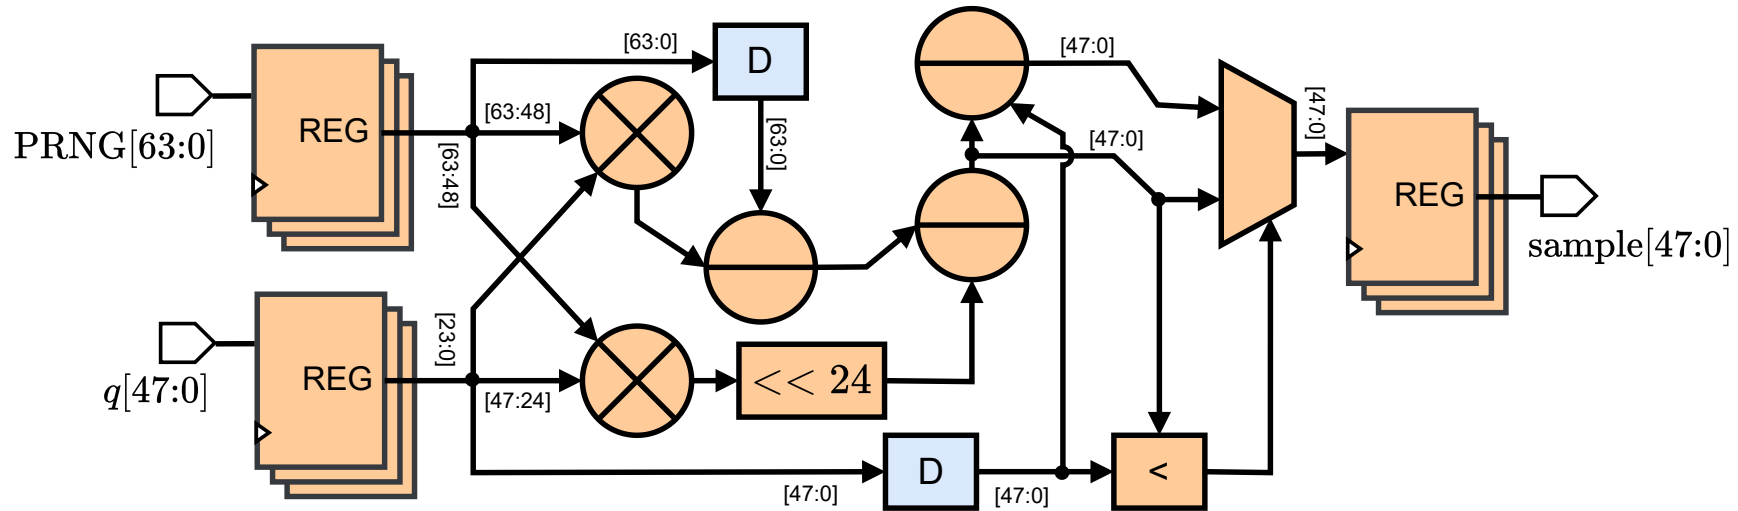 [63:0]
D
[47:0]
[63:48]
[47:0]
REG
[63:0]
[47:0]
PRNG[63:0]
[63:48]
REG
sample[47:0]
[23:0]
REG
<< 24
q[47:0]
[47:24]
D
<
[47:0]
[47:0]